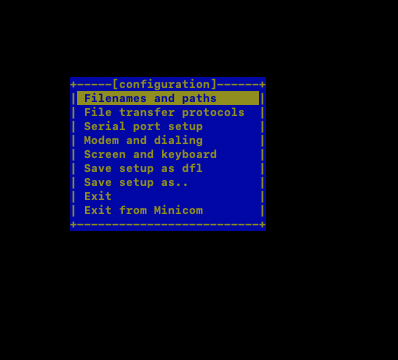 +-----[configuration]------+
| Filenames and paths      |
| File transfer protocols  |
| Serial port setup        |
| Modem and dialing        |
| Screen and keyboard      |
| Save setup as dfl        |
| Save setup as..          |
| Exit                     |
| Exit from Minicom        |
+--------------------------+